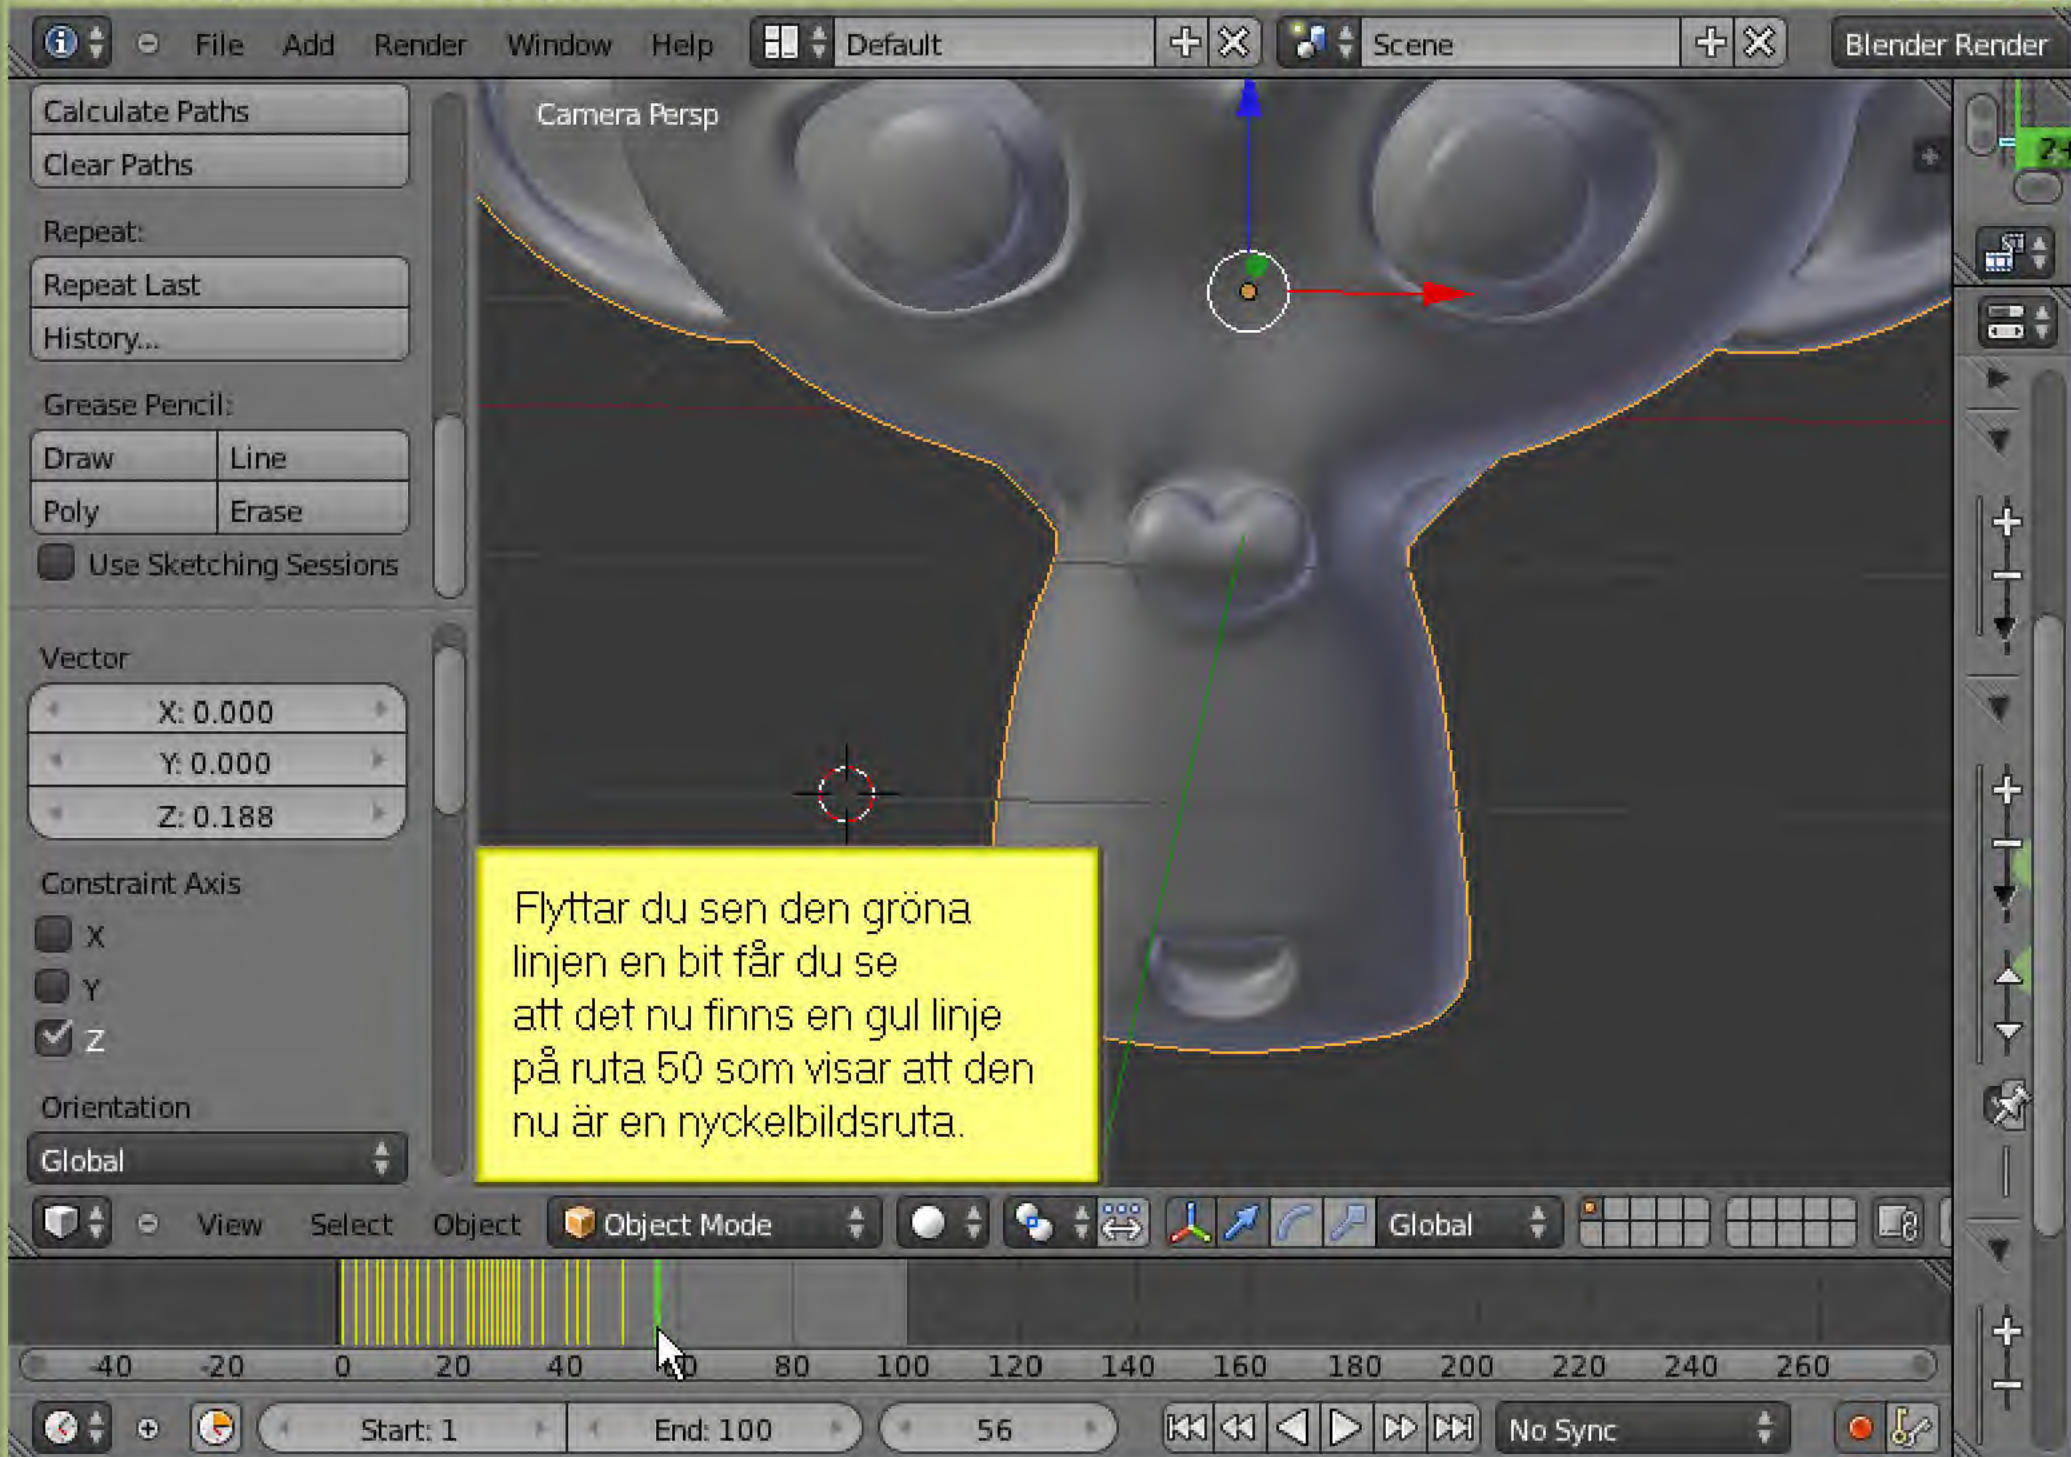 File Add Render Window Help Default Scene Blender Render
Calculate Paths
Clear Paths
Repeat:
Repeat Last
History...
Grease Pencil:
Draw Line
Poly Erase
Use Sketching Sessions
Vector
X: 0.000
Y: 0.000
Z: 0.188
Constraint Axis
X
Y
Z
Orientation
Global
Camera Persp
Flyttar du sen den gröna
linjen en bit får du se
att det nu finns en gul linje
på ruta 50 som visar att den
nu är en nyckelbildsruta.
View Select Object Object Mode Global
-40 -20 0 20 40 80 100 120 140 160 180 200 220 240 260
Start: 1 End: 100 56 No Sync